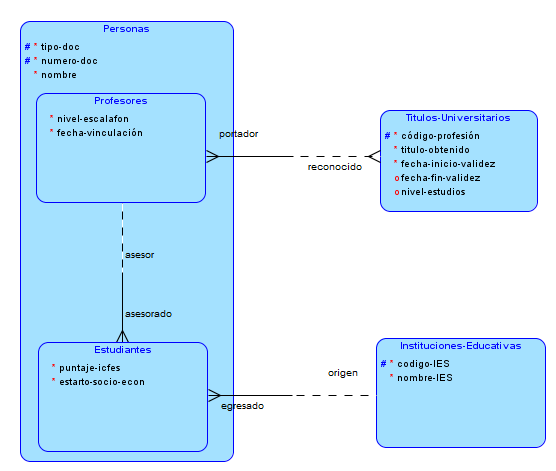 Personas
# * tipo-doc
# * numero-doc
* nombre
Profesores
* nivel-escalafon
* fecha-vinculación
portador
reconocido
Titulos-Universitarios
# * código-profesión
* titulo-obtenido
* fecha-inicio-validez
o fecha-fin-validez
o nivel-estudios
asesor
asesorado
Estudiantes
* puntaje-icfes
* estarto-socio-econ
egresado
origen
Instituciones-Educativas
# * codigo-IES
* nombre-IES